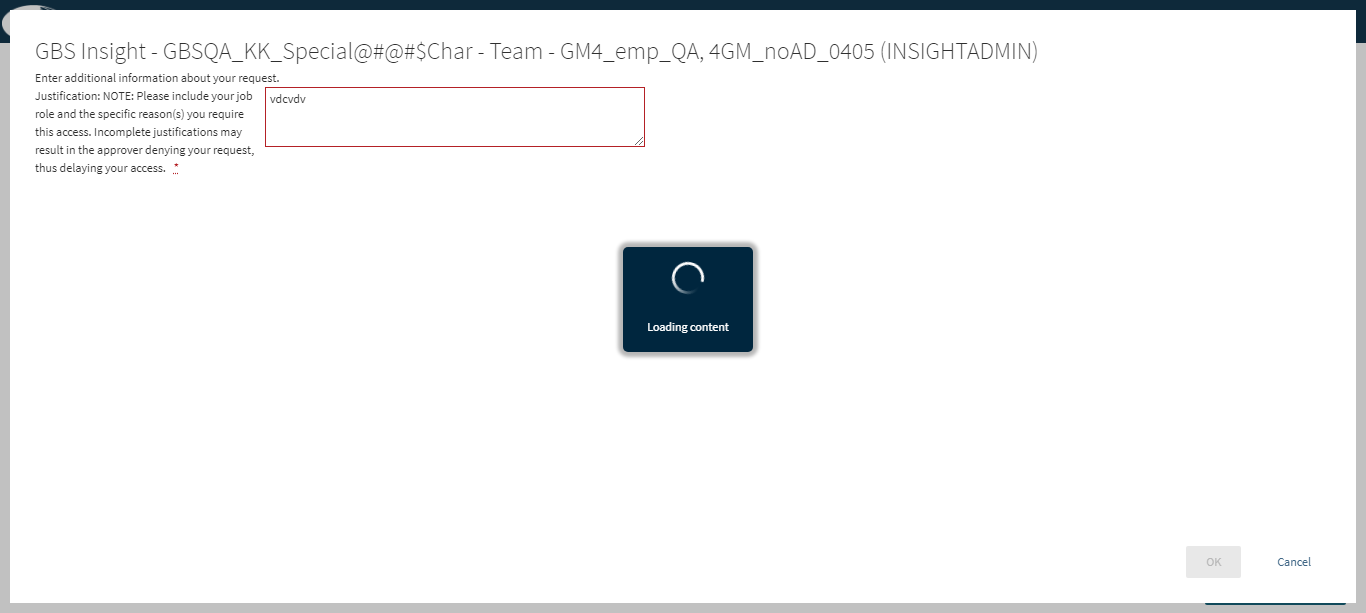 GBS Insight - GBSQA_KK_Special@#@#$Char - Team - GM4_emp_QA, 4GM_noAD_0405 (INSIGHTADMIN)
Enter additional information about your request.
Justification: NOTE: Please include your job
role and the specific reason(s) you require
this access. Incomplete justifications may
result in the approver denying your request,
thus delaying your access. *
vdcvdv
Loading content
OK
Cancel